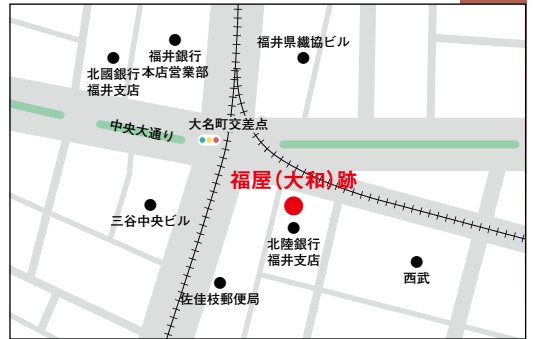 福井銀行
本店営業部
福井県繊協ビル
北國銀行
福井支店
大名町交差点
中央大通り
福屋（大和）跡
三谷中央ビル
北陸銀行
福井支店
西武
佐佳枝郵便局